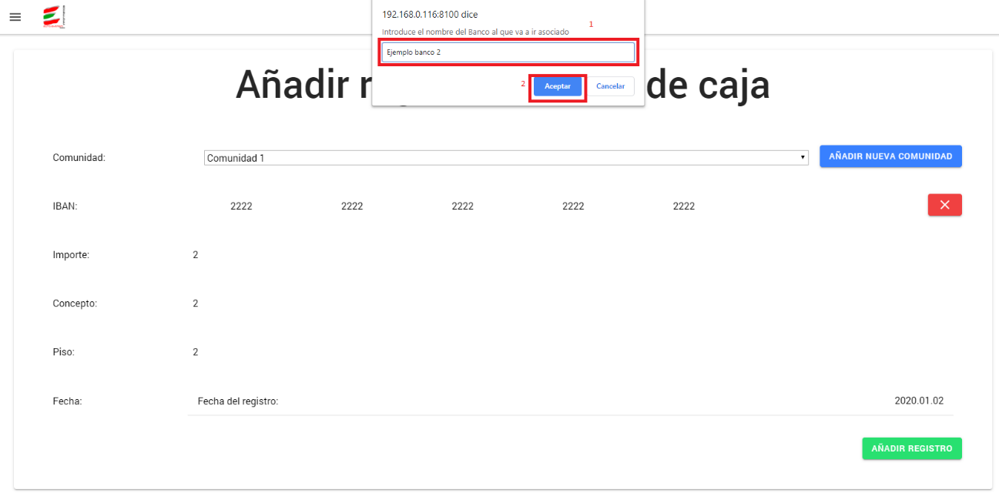 192.168.0.116:8100 dice
Introduce el nombre del Banco al que va a ir asociado
1
Ejemplo banco 2
2
Aceptar
Cancelar
Añadir de caja
Comunidad:
Comunidad 1
AÑADIR NUEVA COMUNIDAD
IBAN: 2222 2222 2222 2222 2222
Importe: 2
Concepto: 2
Piso: 2
Fecha: Fecha del registro: 2020.01.02
AÑADIR REGISTRO